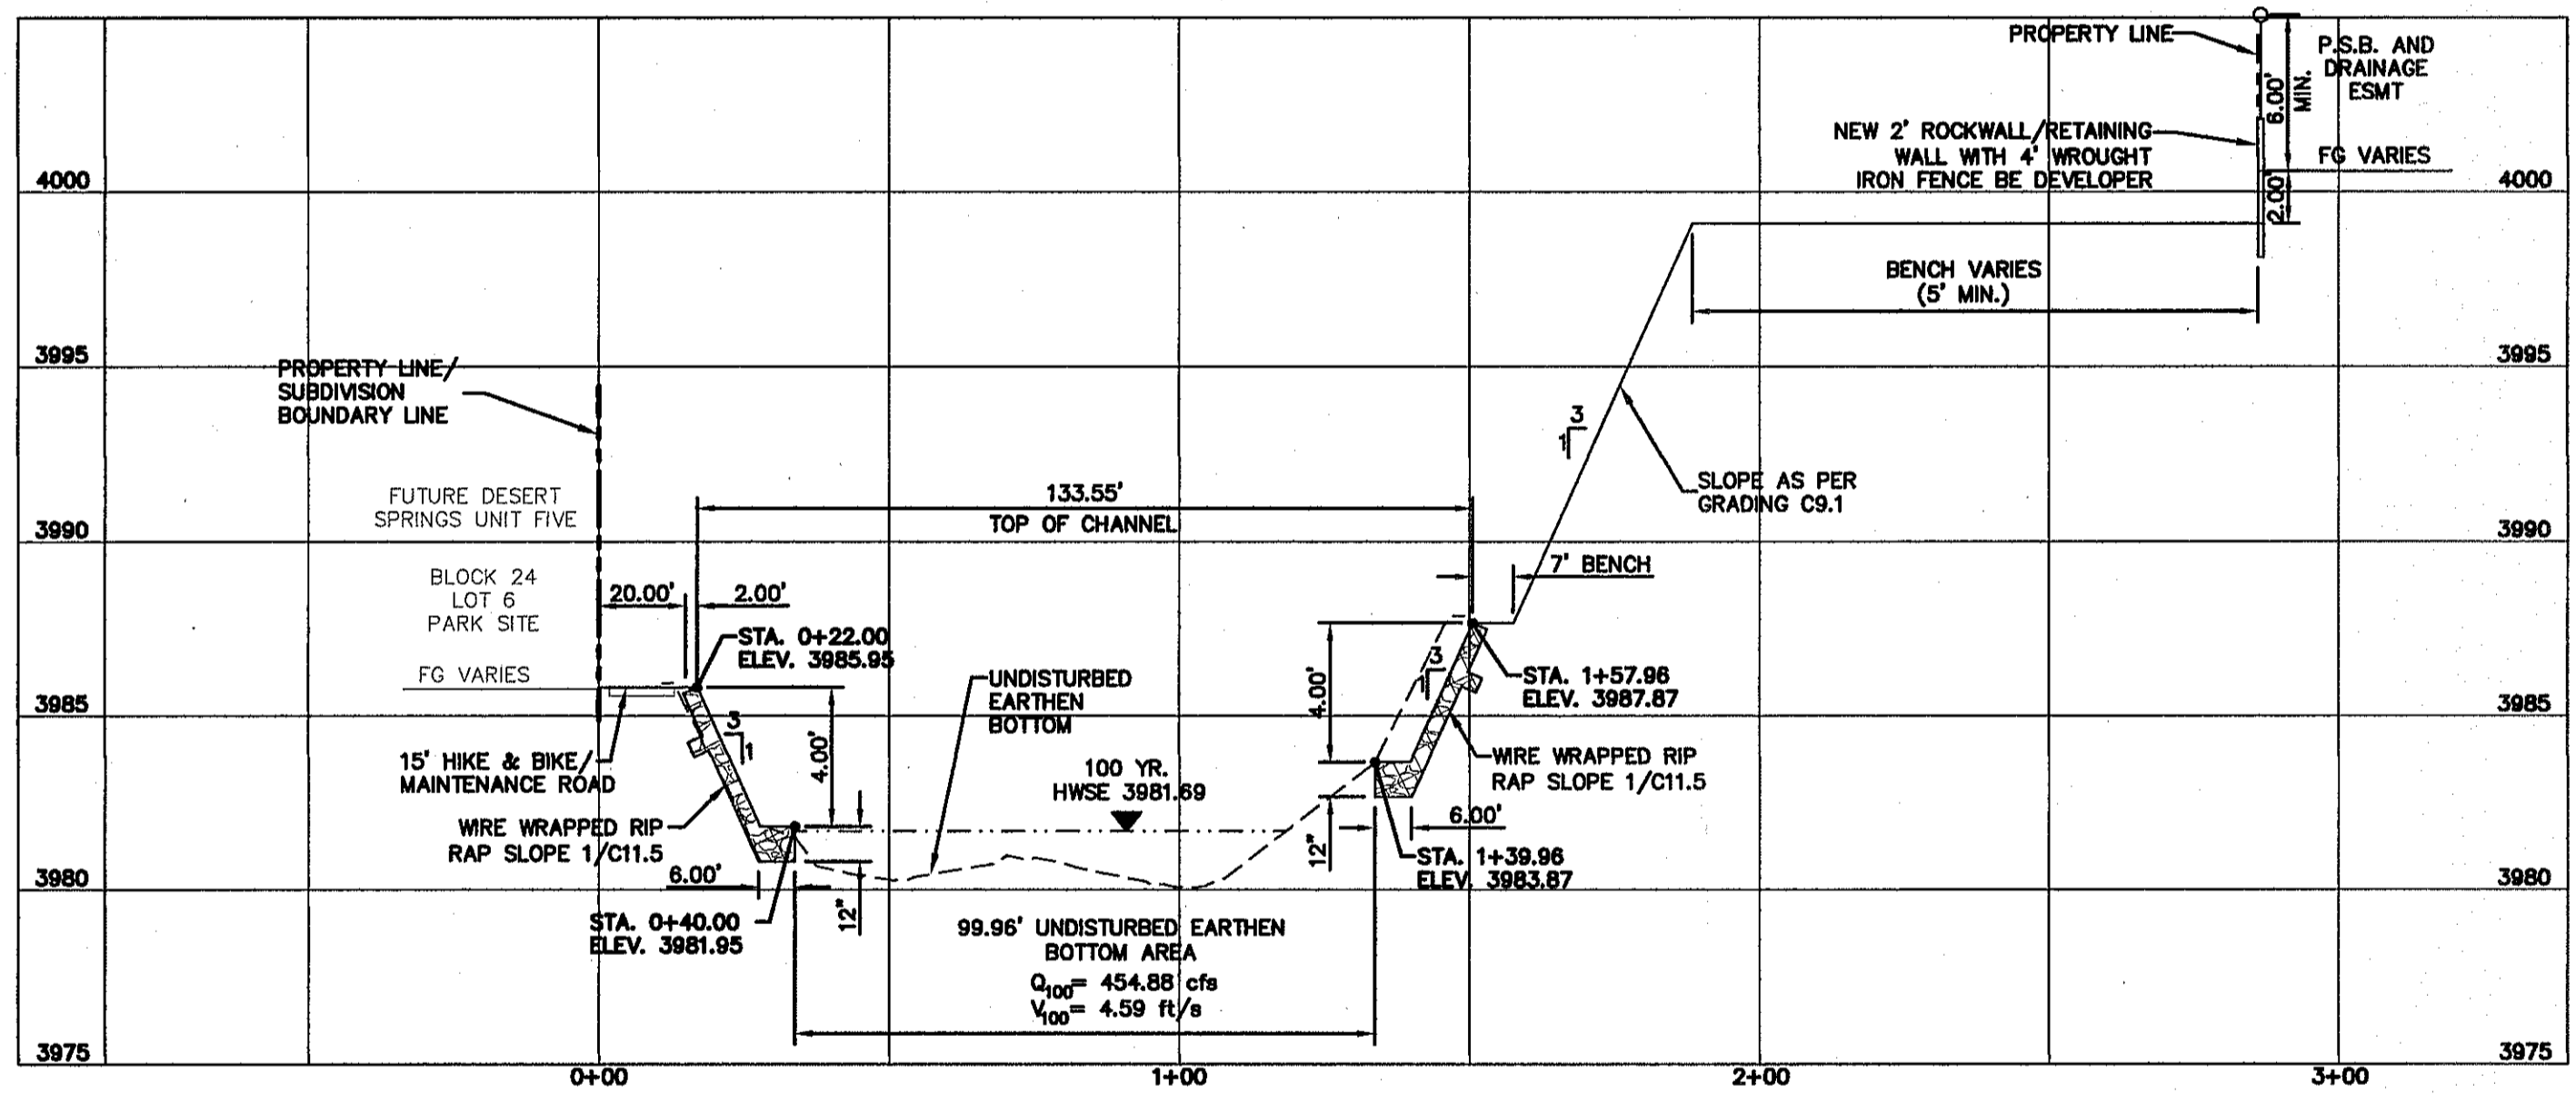 PROPERTY LINE
P.S.B. AND
DRAINAGE
ESMT
6.00'
MIN.
NEW 2' ROCKWALL/RETAINING
WALL WITH 4' WROUGHT
IRON FENCE BE DEVELOPER
FG VARIES
2.00'
4000
4000
BENCH VARIES
(5' MIN.)
3995
3995
PROPERTY LINE/
SUBDIVISION
BOUNDARY LINE
3
1
SLOPE AS PER
GRADING C9.1
FUTURE DESERT
SPRINGS UNIT FIVE
133.55'
TOP OF CHANNEL
3990
3990
7' BENCH
BLOCK 24
LOT 6
PARK SITE
20.00'
2.00'
STA. 0+22.00
ELEV. 3985.95
FG VARIES
UNDISTURBED
EARTHEN
BOTTOM
4.00'
3
1
STA. 1+57.96
ELEV. 3987.87
3985
3985
3
1
4.00'
15' HIKE & BIKE/
MAINTENANCE ROAD
100 YR.
HWSE 3981.69
WIRE WRAPPED RIP
RAP SLOPE 1/C11.5
WIRE WRAPPED RIP
RAP SLOPE 1/C11.5
6.00'
12"
STA. 1+39.96
ELEV. 3983.87
3980
3980
6.00'
12"
STA. 0+40.00
ELEV. 3981.95
99.96' UNDISTURBED EARTHEN
BOTTOM AREA
Q100= 454.88 cfs
V100= 4.59 ft/s
3975
3975
0+00
1+00
2+00
3+00